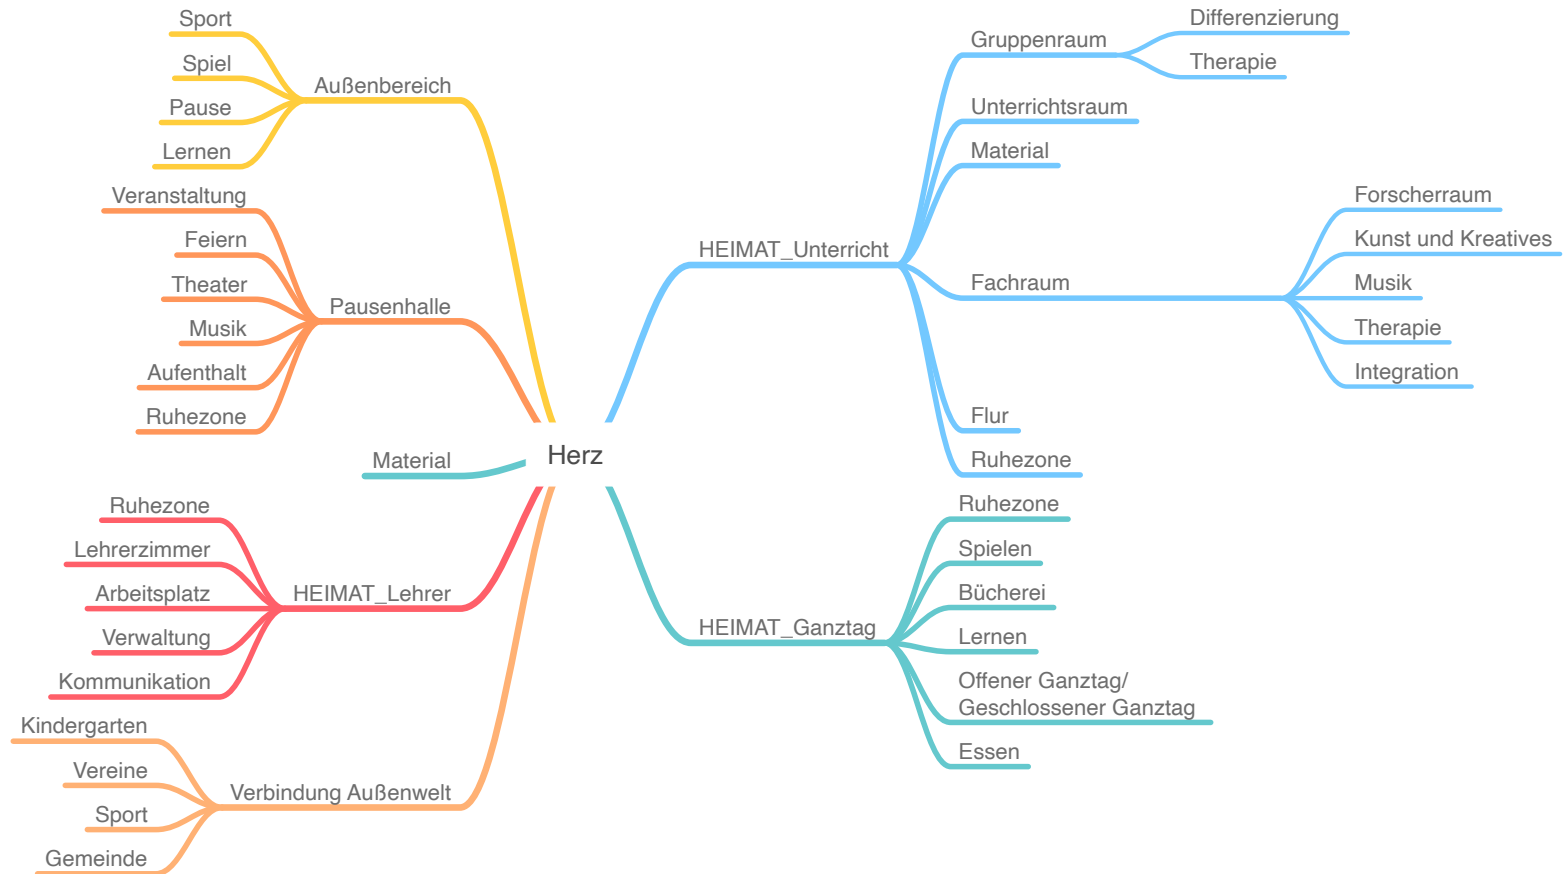 Herz
Außenbereich
Sport
Spiel
Pause
Lernen
Pausenhalle
Veranstaltung
Feiern
Theater
Musik
Aufenthalt
Ruhezone
Material
HEIMAT_Lehrer
Ruhezone
Lehrerzimmer
Arbeitsplatz
Verwaltung
Kommunikation
Verbindung Außenwelt
Kindergarten
Vereine
Sport
Gemeinde
HEIMAT_Unterricht
Gruppenraum
Differenzierung
Therapie
Unterrichtsraum
Material
Fachraum
Forscherraum
Kunst und Kreatives
Musik
Therapie
Integration
Flur
Ruhezone
HEIMAT_Ganztag
Ruhezone
Spielen
Bücherei
Lernen
Offener Ganztag/
Geschlossener Ganztag
Essen